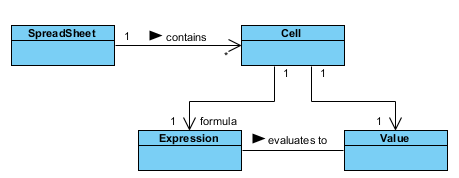 SpreadSheet 1 contains * Cell
1 1
1 formula 1
Expression evaluates to Value